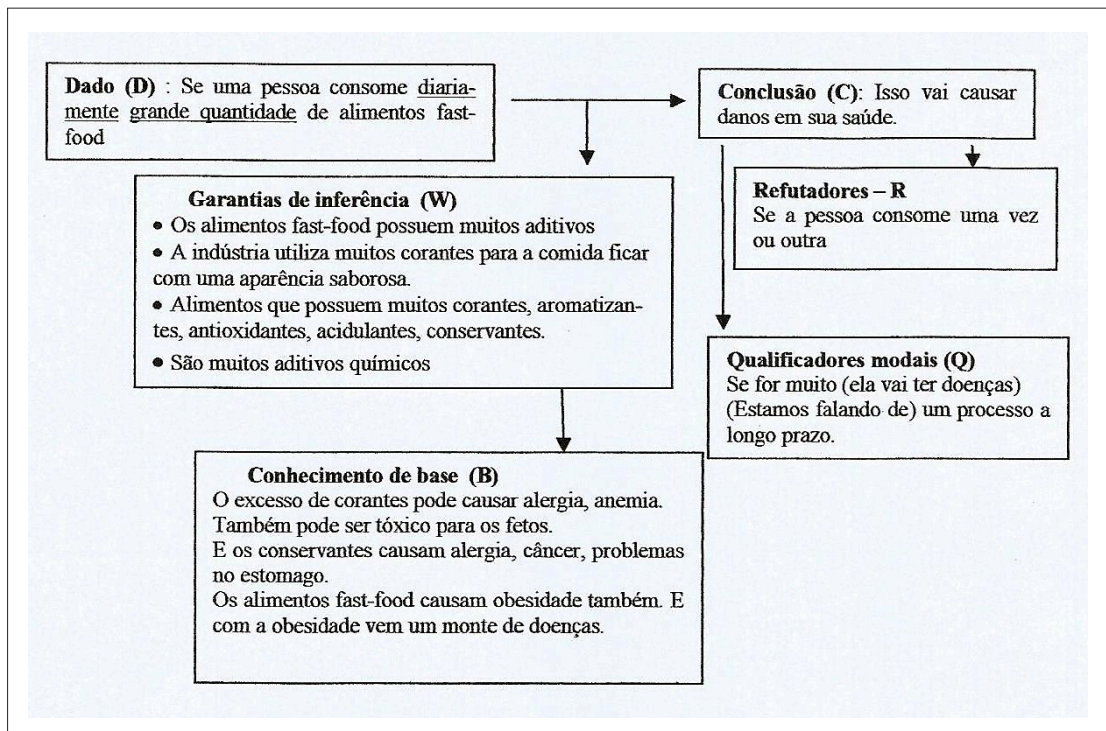 Dado (D) : Se uma pessoa consome diaria-
mente grande quantidade de alimentos fast-
food
Conclusão (C): Isso vai causar
danos em sua saúde.
Garantias de inferência (W)
• Os alimentos fast-food possuem muitos aditivos
• A indústria utiliza muitos corantes para a comida ficar
com uma aparência saborosa.
• Alimentos que possuem muitos corantes, aromatizan-
tes, antioxidantes, acidulantes, conservantes.
• São muitos aditivos químicos
Refutadores – R
Se a pessoa consome uma vez
ou outra
Qualificadores modais (Q)
Se for muito (ela vai ter doenças)
(Estamos falando de) um processo a
longo prazo.
Conhecimento de base (B)
O excesso de corantes pode causar alergia, anemia.
Também pode ser tóxico para os fetos.
E os conservantes causam alergia, câncer, problemas
no estomago.
Os alimentos fast-food causam obesidade também. E
com a obesidade vem um monte de doenças.